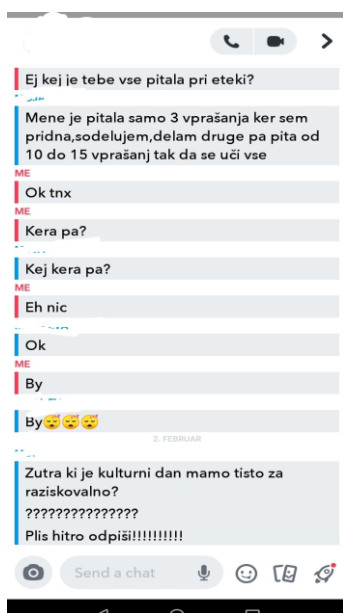 Ej kej je tebe vse pitala pri eteki?
Mene je pitala samo 3 vprašanja ker sem
pridna,sodelujem,delam druge pa pita od
10 do 15 vprašanj tak da se uči vse
ME
Ok tnx
ME
Kera pa?
Kej kera pa?
ME
Eh nic
Ok
ME
By
By😴😴😴
2. FEBRUAR
Zutra ki je kulturni dan mamo tisto za
raziskovalno?
???????????????
Plis hitro odpiši!!!!!!!!!!
Send a chat